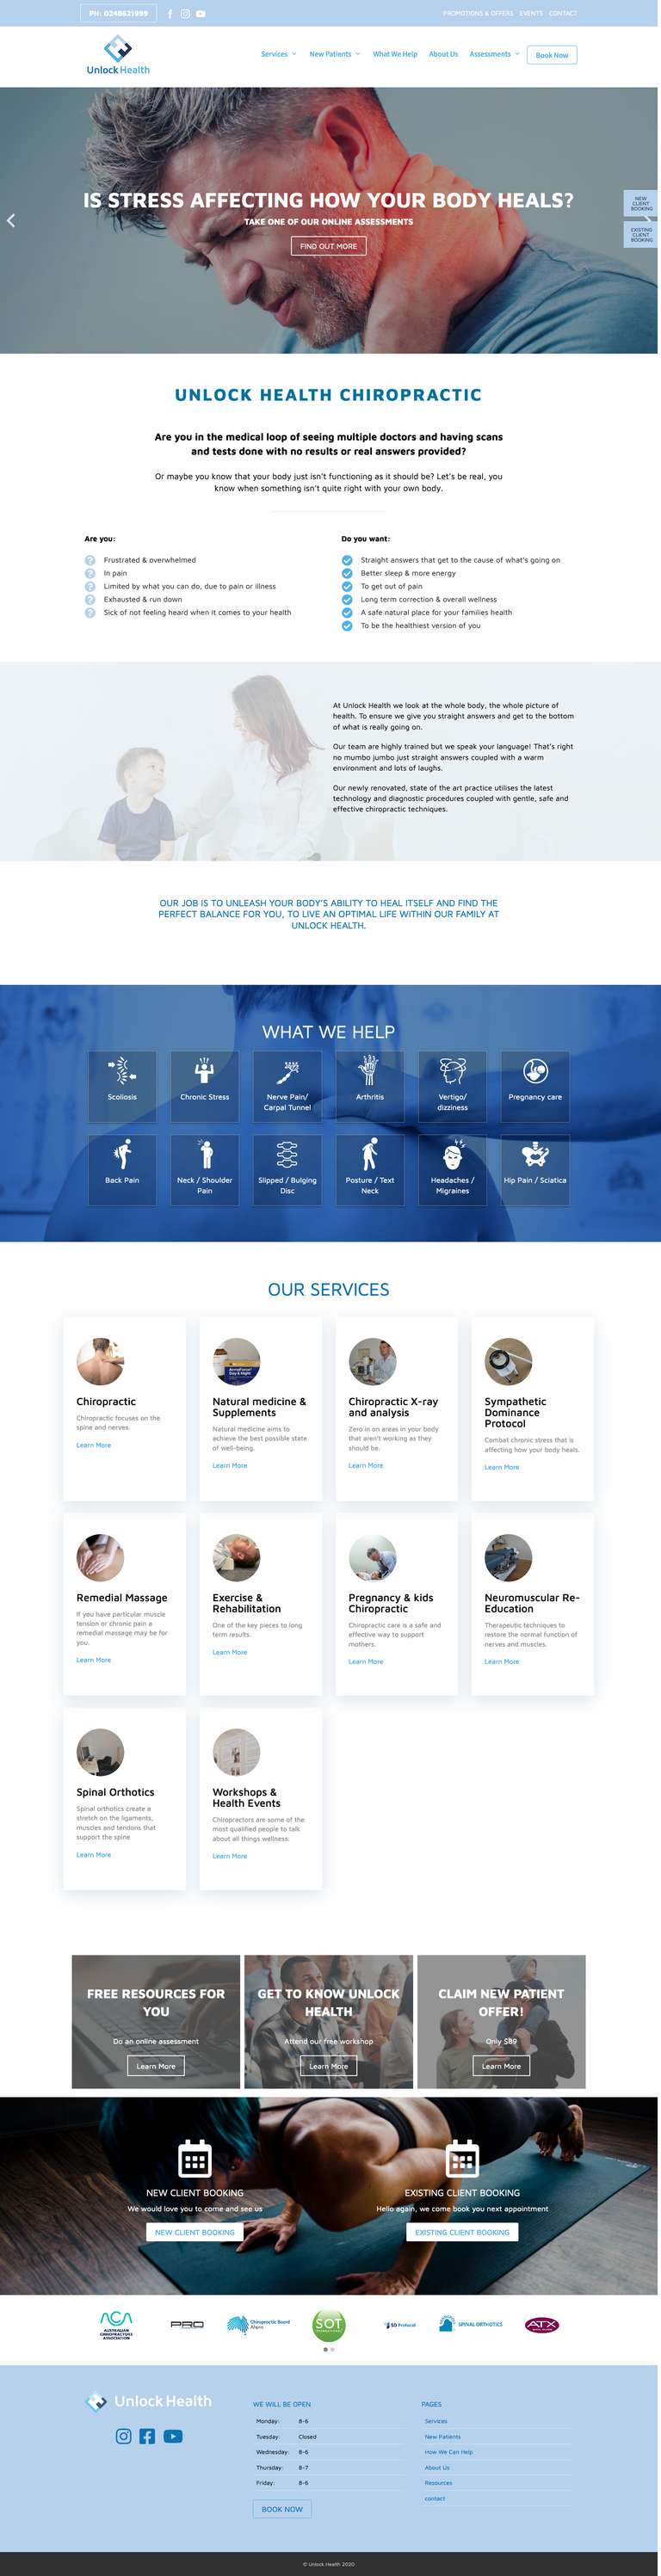 PH: 0248631999
PROMOTIONS & OFFERS EVENTS CONTACT
Unlock Health
Services
New Patients
What We Help
About Us
Assessments
Book Now
IS STRESS AFFECTING HOW YOUR BODY HEALS?
TAKE ONE OF OUR ONLINE ASSESSMENTS
FIND OUT MORE
NEW
CLIENT
BOOKING
EXISTING
CLIENT
BOOKING
UNLOCK HEALTH CHIROPRACTIC
Are you in the medical loop of seeing multiple doctors and having scans
and tests done with no results or real answers provided?
Or maybe you know that your body just isn't functioning as it should be? Let's be real, you
know when something isn't quite right with your own body.
Are you:
Frustrated & overwhelmed
In pain
Limited by what you can do, due to pain or illness
Exhausted & run down
Sick of not feeling heard when it comes to your health
Do you want:
Straight answers that get to the cause of what's going on
Better sleep & more energy
To get out of pain
Long term correction & overall wellness
A safe natural place for your families health
To be the healthiest version of you
At Unlock Health we look at the whole body, the whole picture of
health. To ensure we give you straight answers and get to the bottom
of what is really going on.
Our team are highly trained but we speak your language! That's right
no mumbo jumbo just straight answers coupled with a warm
environment and lots of laughs.
Our newly renovated, state of the art practice utilises the latest
technology and diagnostic procedures coupled with gentle, safe and
effective chiropractic techniques.
OUR JOB IS TO UNLEASH YOUR BODY'S ABILITY TO HEAL ITSELF AND FIND THE
PERFECT BALANCE FOR YOU, TO LIVE AN OPTIMAL LIFE WITHIN OUR FAMILY AT
UNLOCK HEALTH.
WHAT WE HELP
Scoliosis
Chronic Stress
Nerve Pain/
Carpal Tunnel
Arthritis
Vertigo/
dizziness
Pregnancy care
Back Pain
Neck / Shoulder
Pain
Slipped / Bulging
Disc
Posture / Text
Neck
Headaches /
Migraines
Hip Pain / Sciatica
OUR SERVICES
Chiropractic
Chiropractic focuses on the
spine and nerves.
Learn More
Natural medicine &
Supplements
Natural medicine aims to
achieve the best possible state
of well-being.
Learn More
Chiropractic X-ray
and analysis
Zero in on areas in your body
that aren't working as they
should be.
Learn More
Sympathetic
Dominance
Protocol
Combat chronic stress that is
affecting how your body heals.
Learn More
Remedial Massage
If you have particular muscle
tension or chronic pain a
remedial massage may be for
you.
Learn More
Exercise &
Rehabilitation
One of the key pieces to long
term results.
Learn More
Pregnancy & kids
Chiropractic
Chiropractic care is a safe and
effective way to support
mothers.
Learn More
Neuromuscular Re-
Education
Therapeutic techniques to
restore the normal function of
nerves and muscles.
Learn More
Spinal Orthotics
Spinal orthotics create a
stretch on the ligaments,
muscles and tendons that
support the spine
Learn More
Workshops &
Health Events
Chiropractors are some of the
most qualified people to talk
about all things wellness.
Learn More
FREE RESOURCES FOR
YOU
Do an online assessment
Learn More
GET TO KNOW UNLOCK
HEALTH
Attend our free workshop
Learn More
CLAIM NEW PATIENT
OFFER!
Only $89
Learn More
NEW CLIENT BOOKING
We would love you to come and see us
NEW CLIENT BOOKING
EXISTING CLIENT BOOKING
Hello again, we come book you next appointment
EXISTING CLIENT BOOKING
ACA
AUSTRALIAN
CHIROPRACTORS
ASSOCIATION
PRO
Chiropractic Board
Ahpra
SOT
SD Protocol
SPINAL ORTHOTICS
ATX
Unlock Health
WE WILL BE OPEN
Monday: 8-6
Tuesday: Closed
Wednesday: 8-6
Thursday: 8-7
Friday: 8-6
BOOK NOW
PAGES
Services
New Patients
How We Can Help
About Us
Resources
contact
© Unlock Health 2020